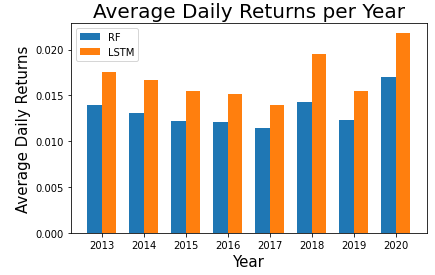 Average Daily Returns per Year
RF
LSTM
Average Daily Returns
0.020
0.015
0.010
0.005
0.000
2013 2014 2015 2016 2017 2018 2019 2020
Year